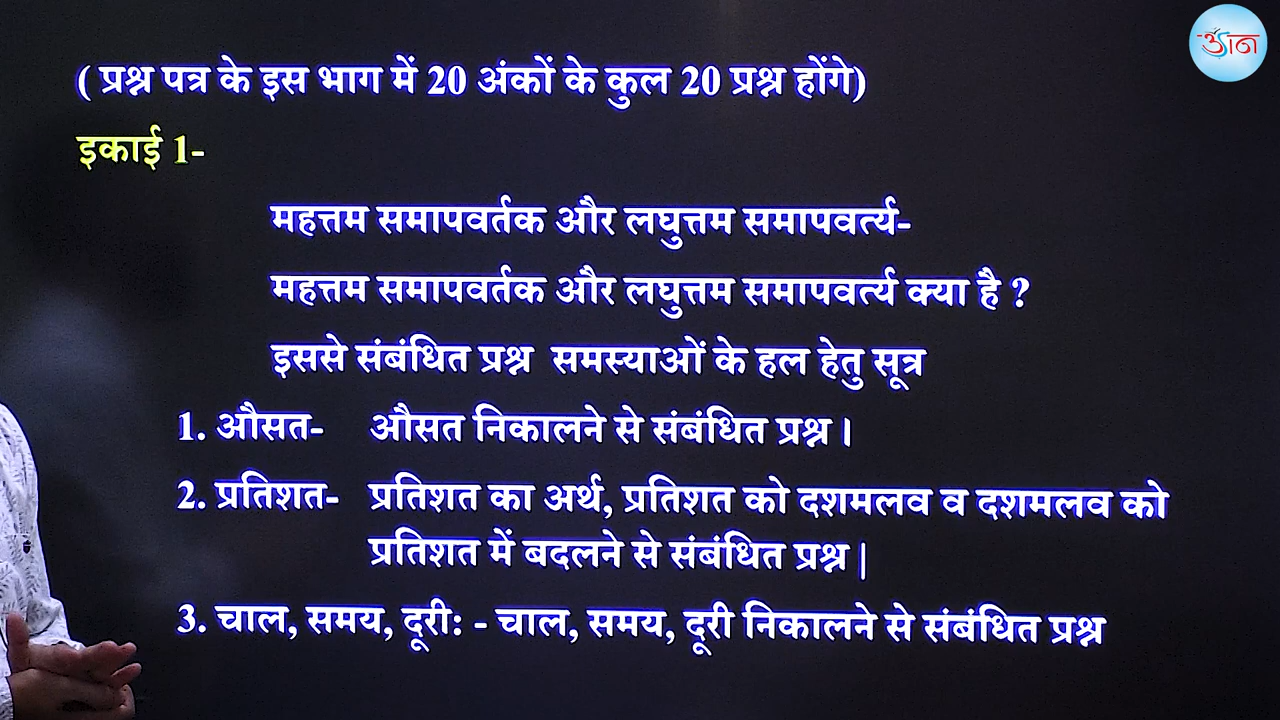 ज्ञान
( प्रश्न पत्र के इस भाग में 20 अंकों के कुल 20 प्रश्न होंगे)
इकाई 1-
महत्तम समापवर्तक और लघुत्तम समापवर्त्य-
महत्तम समापवर्तक और लघुत्तम समापवर्त्य क्या है ?
इससे संबंधित प्रश्न समस्याओं के हल हेतु सूत्र
1. औसत- औसत निकालने से संबंधित प्रश्न ।
2. प्रतिशत- प्रतिशत का अर्थ, प्रतिशत को दशमलव व दशमलव को
प्रतिशत में बदलने से संबंधित प्रश्न |
3. चाल, समय, दूरी: - चाल, समय, दूरी निकालने से संबंधित प्रश्न